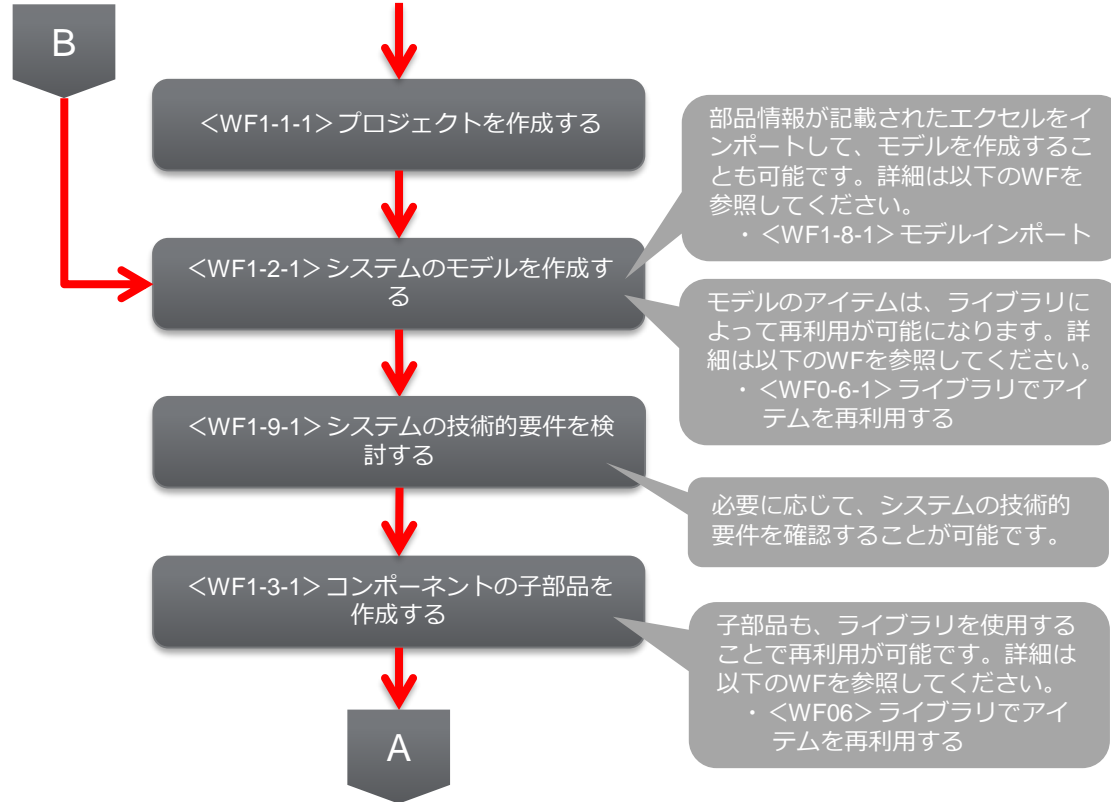 B
＜WF1-1-1＞プロジェクトを作成する
部品情報が記載されたエクセルをイ
ンポートして、モデルを作成するこ
とも可能です。詳細は以下のWFを
参照してください。
・＜WF1-8-1＞モデルインポート
＜WF1-2-1＞システムのモデルを作成す
る
モデルのアイテムは、ライブラリに
よって再利用が可能になります。詳
細は以下のWFを参照してください。
・＜WF0-6-1＞ライブラリでアイ
テムを再利用する
＜WF1-9-1＞システムの技術的要件を検
討する
必要に応じて、システムの技術的
要件を確認することが可能です。
＜WF1-3-1＞コンポーネントの子部品を
作成する
子部品も、ライブラリを使用する
ことで再利用が可能です。詳細は
以下のWFを参照してください。
・＜WF06＞ライブラリでアイ
テムを再利用する
A